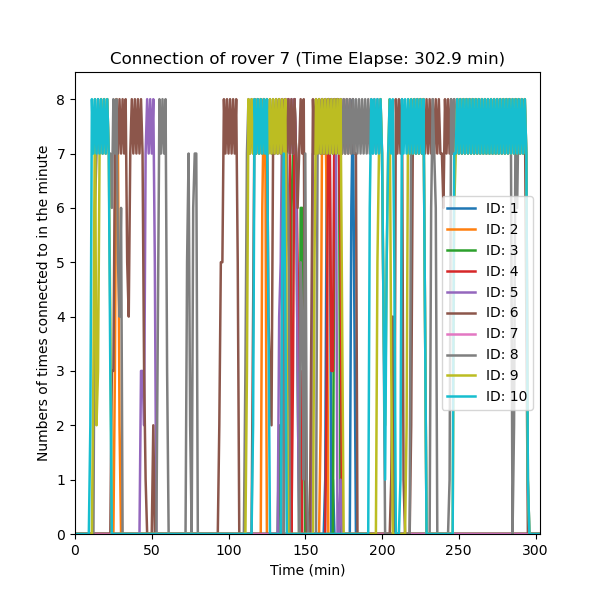 Connection of rover 7 (Time Elapse: 302.9 min)
Numbers of times connected to in the minute
8
7
6
5
4
3
2
1
0
ID: 1
ID: 2
ID: 3
ID: 4
ID: 5
ID: 6
ID: 7
ID: 8
ID: 9
ID: 10
0 50 100 150 200 250 300
Time (min)